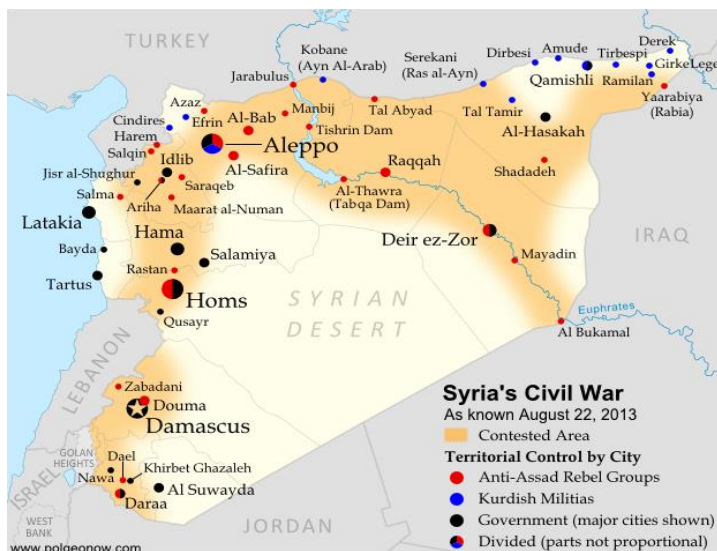 TURKEY
Kobane
(Ayn Al-Arab)
Serekani
(Ras al-Ayn)
Dirbesi
Amude
Tirbespi
Derek
GirkeLege
Qamishli
Ramilan
Yaarabiya
(Rabia)
Jarabulus
Azaz
Manbij
Tal Abyad
Tal Tamir
Cindires
Efrin
Al-Bab
Tishrin Dam
Al-Hasakah
Harem
Salqin
Aleppo
Idlib
Raqqah
Shadadeh
Jisr al-Shughur
Al-Safira
Saraqeb
Al-Thawra
(Tabqa Dam)
Salma
Ariha
Maarat al-Numan
Latakia
Hama
Deir ez-Zor
IRAQ
Bayda
Salamiya
Mayadin
Rastan
Tartus
Homs
SYRIAN
DESERT
Qusayr
Euphrates
Al Bukamal
LEBANON
Zabadani
Douma
Damascus
GOLAN
HEIGHTS
Dael
Khirbet Ghazaleh
Nawa
Al Suwayda
Daraa
ISRAEL
WEST
BANK
JORDAN
www.polgeonow.com
Syria's Civil War
As known August 22, 2013
Contested Area
Territorial Control by City
Anti-Assad Rebel Groups
Kurdish Militias
Government (major cities shown)
Divided (parts not proportional)